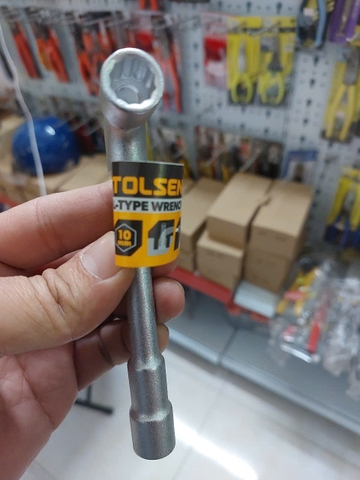 TOLSEN
L-TYPE WRENC
10